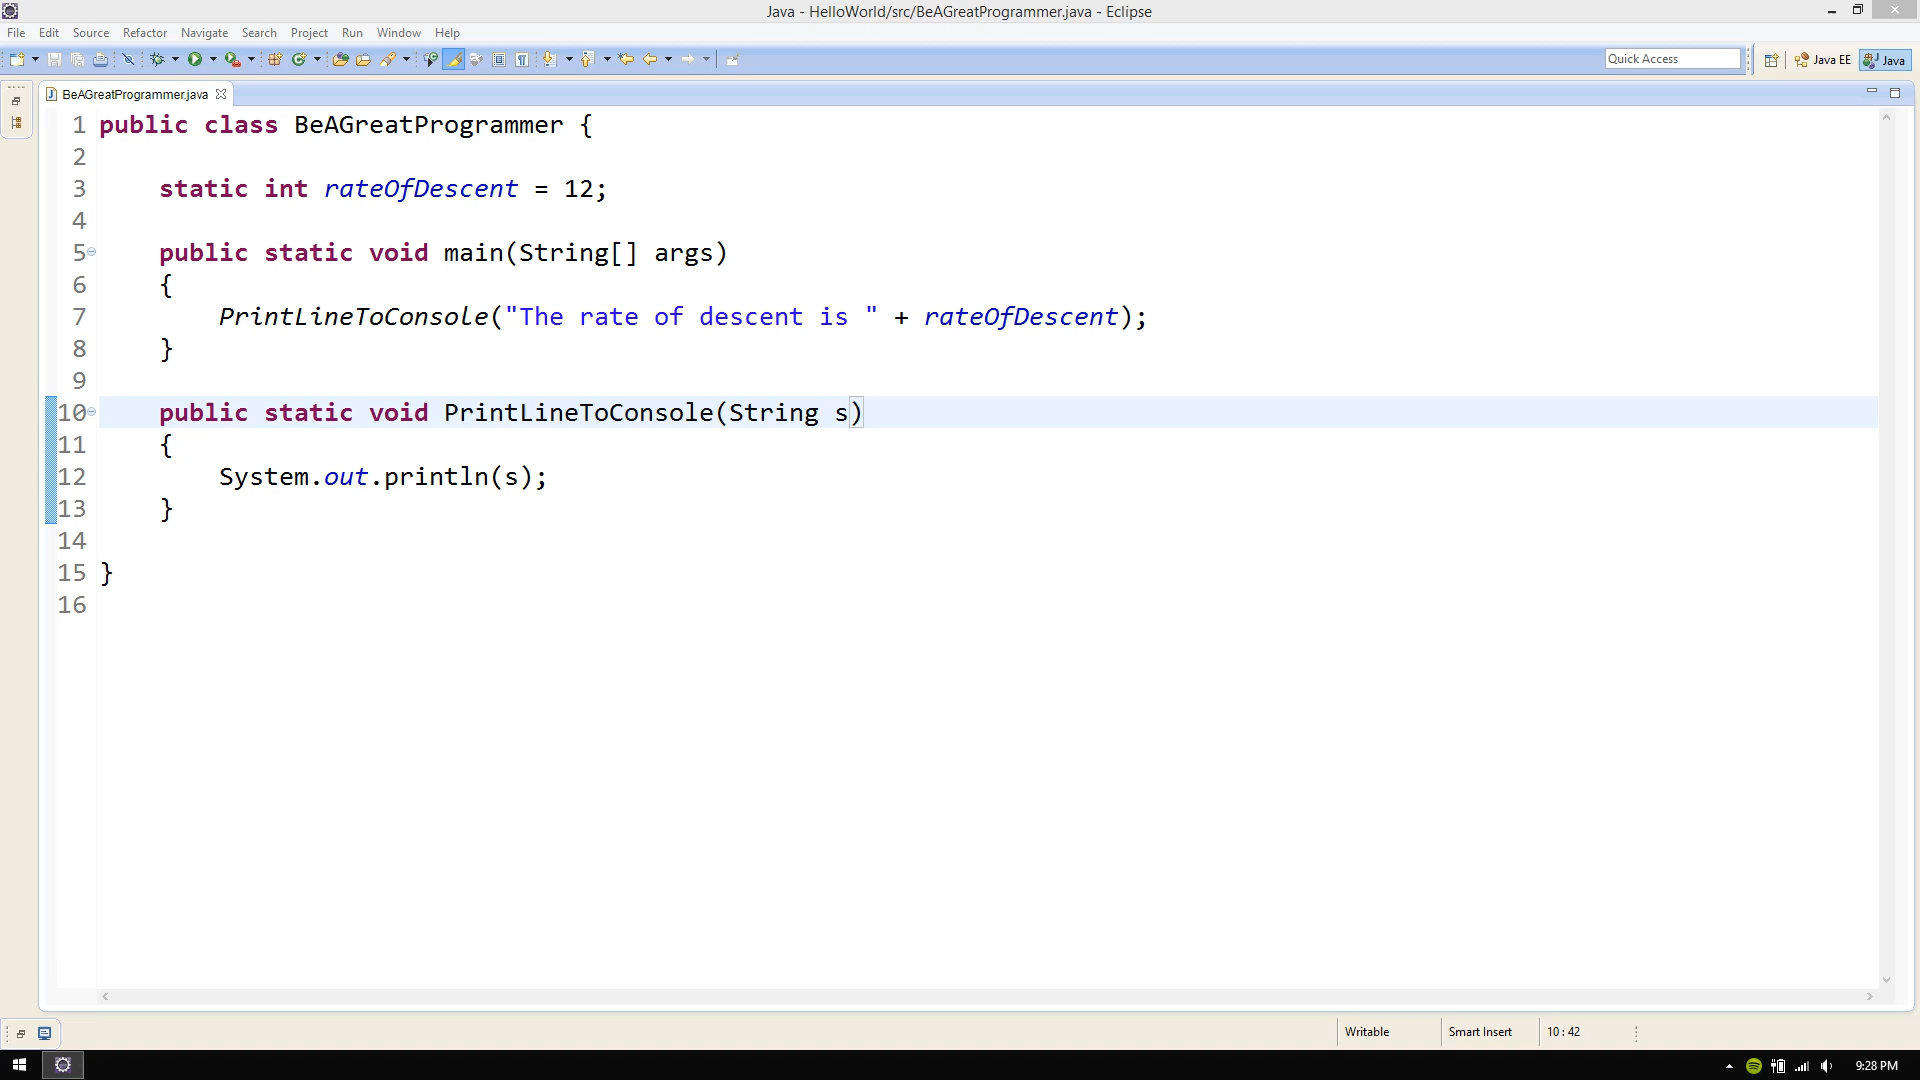 Java - HelloWorld/src/BeAGreatProgrammer.java - Eclipse
File Edit Source Refactor Navigate Search Project Run Window Help
Quick Access Java EE Java
BeAGreatProgrammer.java
1 public class BeAGreatProgrammer {
2
3 static int rateOfDescent = 12;
4
5 public static void main(String[] args)
6 {
7 PrintLineToConsole("The rate of descent is " + rateOfDescent);
8 }
9
10 public static void PrintLineToConsole(String s)
11 {
12 System.out.println(s);
13 }
14
15 }
16
Writable Smart Insert 10 : 42
9:28 PM